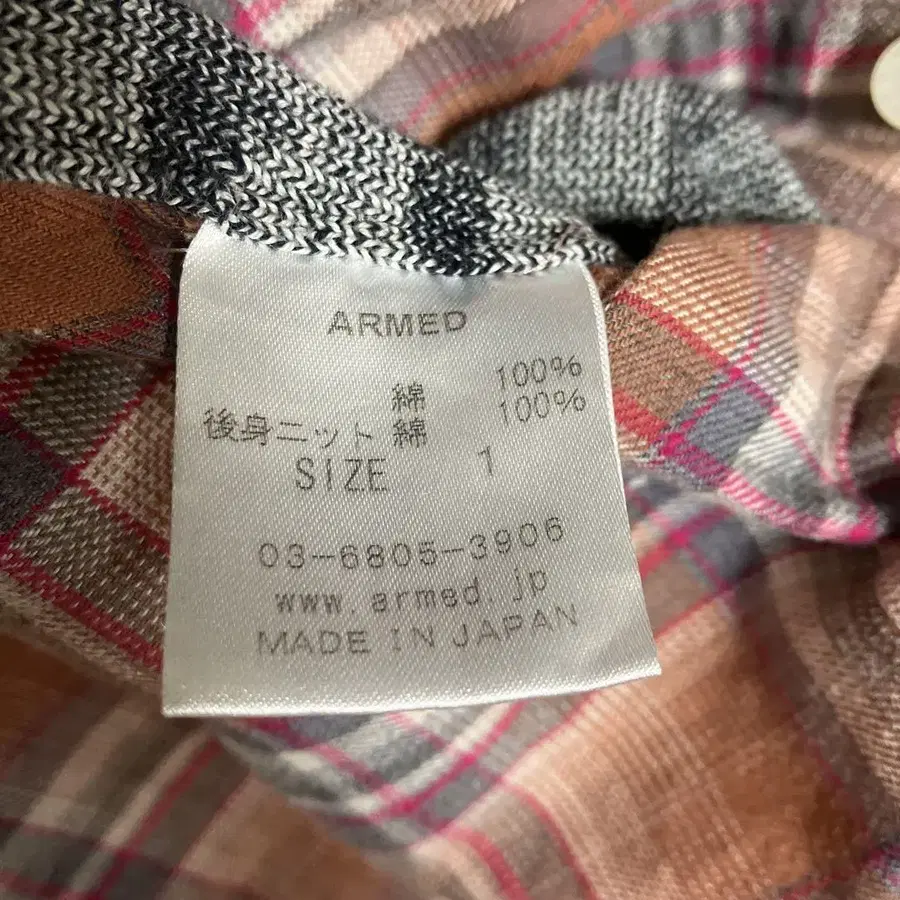 ARMED
綿 100%
後身ニット 綿 100%
SIZE 1
03-6805-3906
www.armed.jp
MADE IN JAPAN